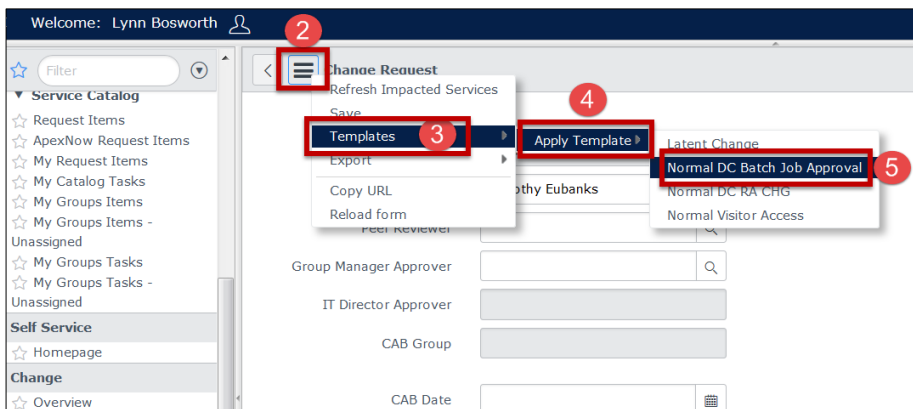 Welcome: Lynn Bosworth
2
Filter
Change Request
Service Catalog
Request Items
ApexNow Request Items
My Request Items
My Catalog Tasks
My Groups Items
My Groups Items -
Unassigned
My Groups Tasks
My Groups Tasks -
Unassigned
Self Service
Homepage
Change
Overview
Refresh Impacted Services
Save
Templates
3
Export
Copy URL
Reload form
4
Apply Template
Latent Change
Normal DC Batch Job Approval
5
Normal DC RA CHG
Normal Visitor Access
othy Eubanks
Peer Reviewer
Group Manager Approver
IT Director Approver
CAB Group
CAB Date